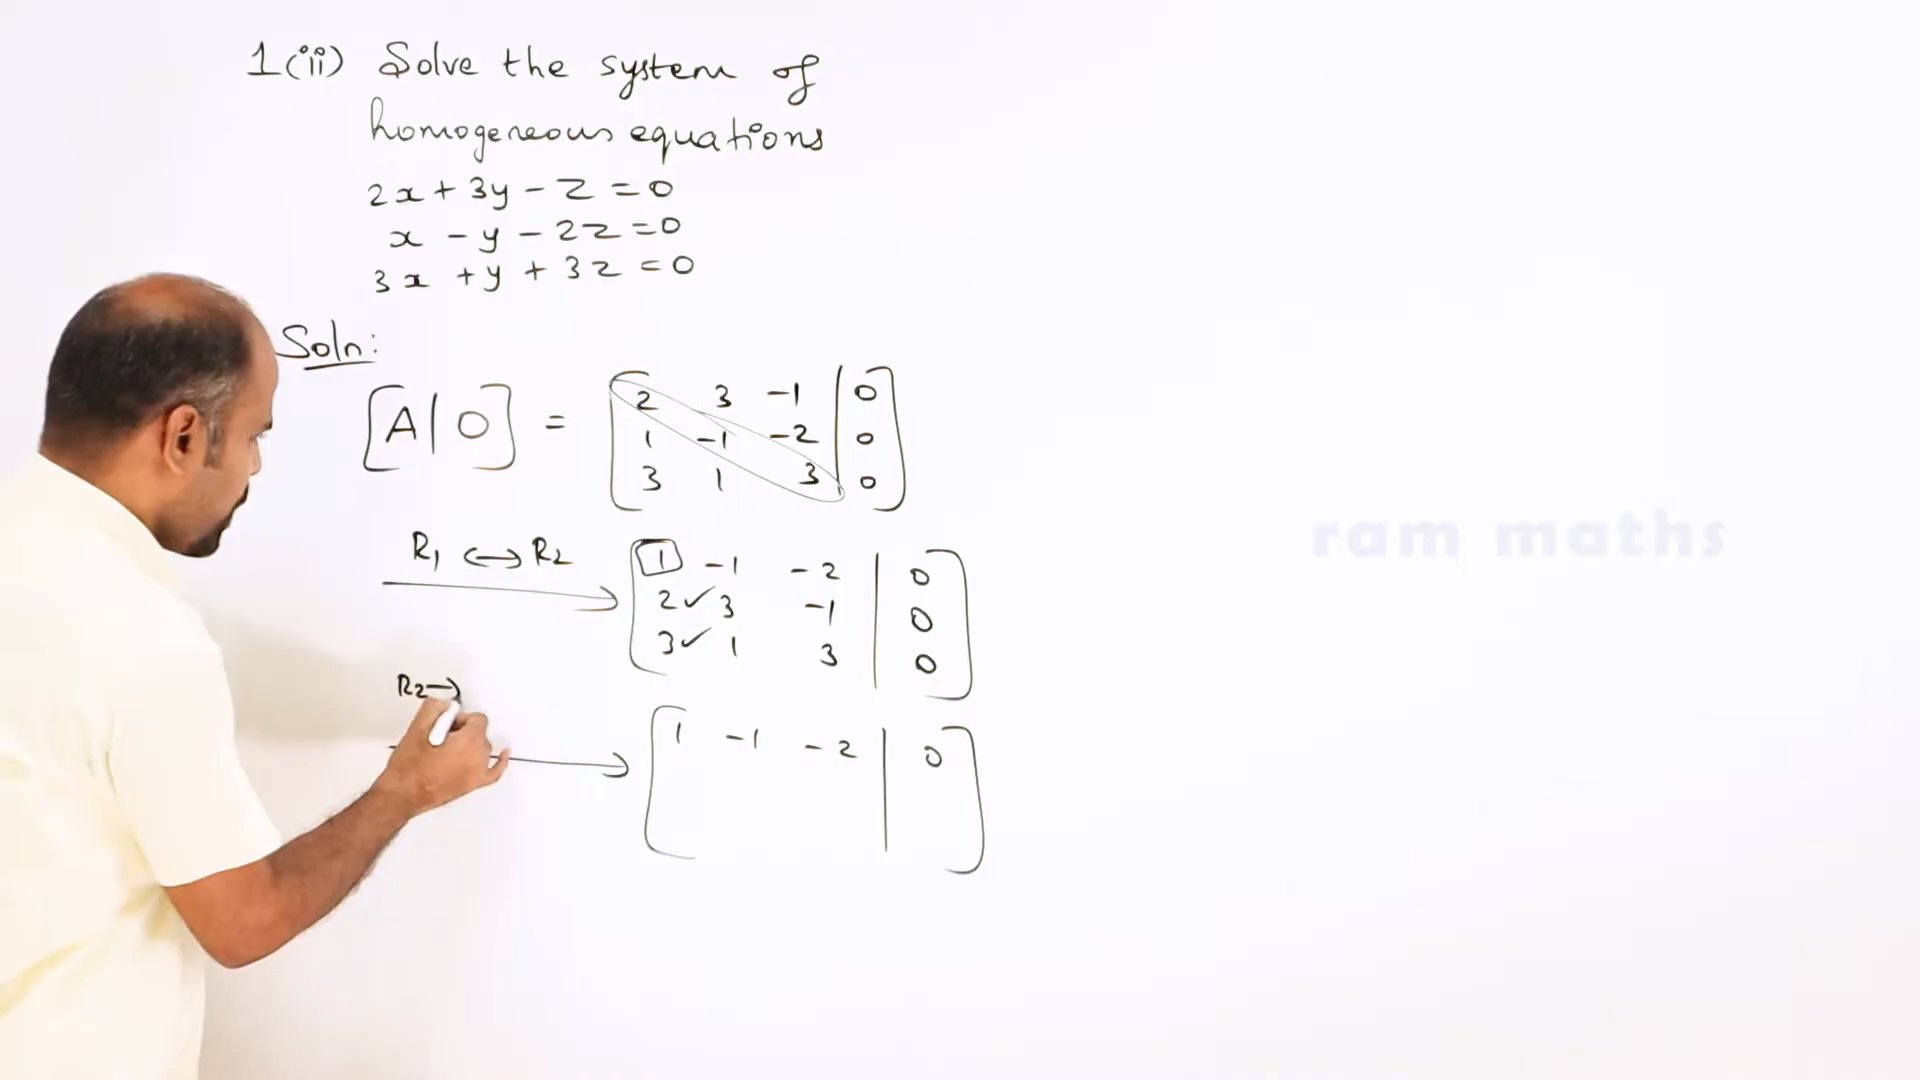 1(ii) Solve the system of
homogeneous equations
2x + 3y - z = 0
x - y - 2z = 0
3x + y + 3z = 0
Soln:
[A | O] = [2 3 -1 | 0
1 -1 -2 | 0
3 1 3 | 0]
R1 ↔ R2
[1 -1 -2 | 0
2 ✓ 3 -1 | 0
3 ✓ 1 3 | 0]
R2 →
[1 -1 -2 | 0]
ram maths